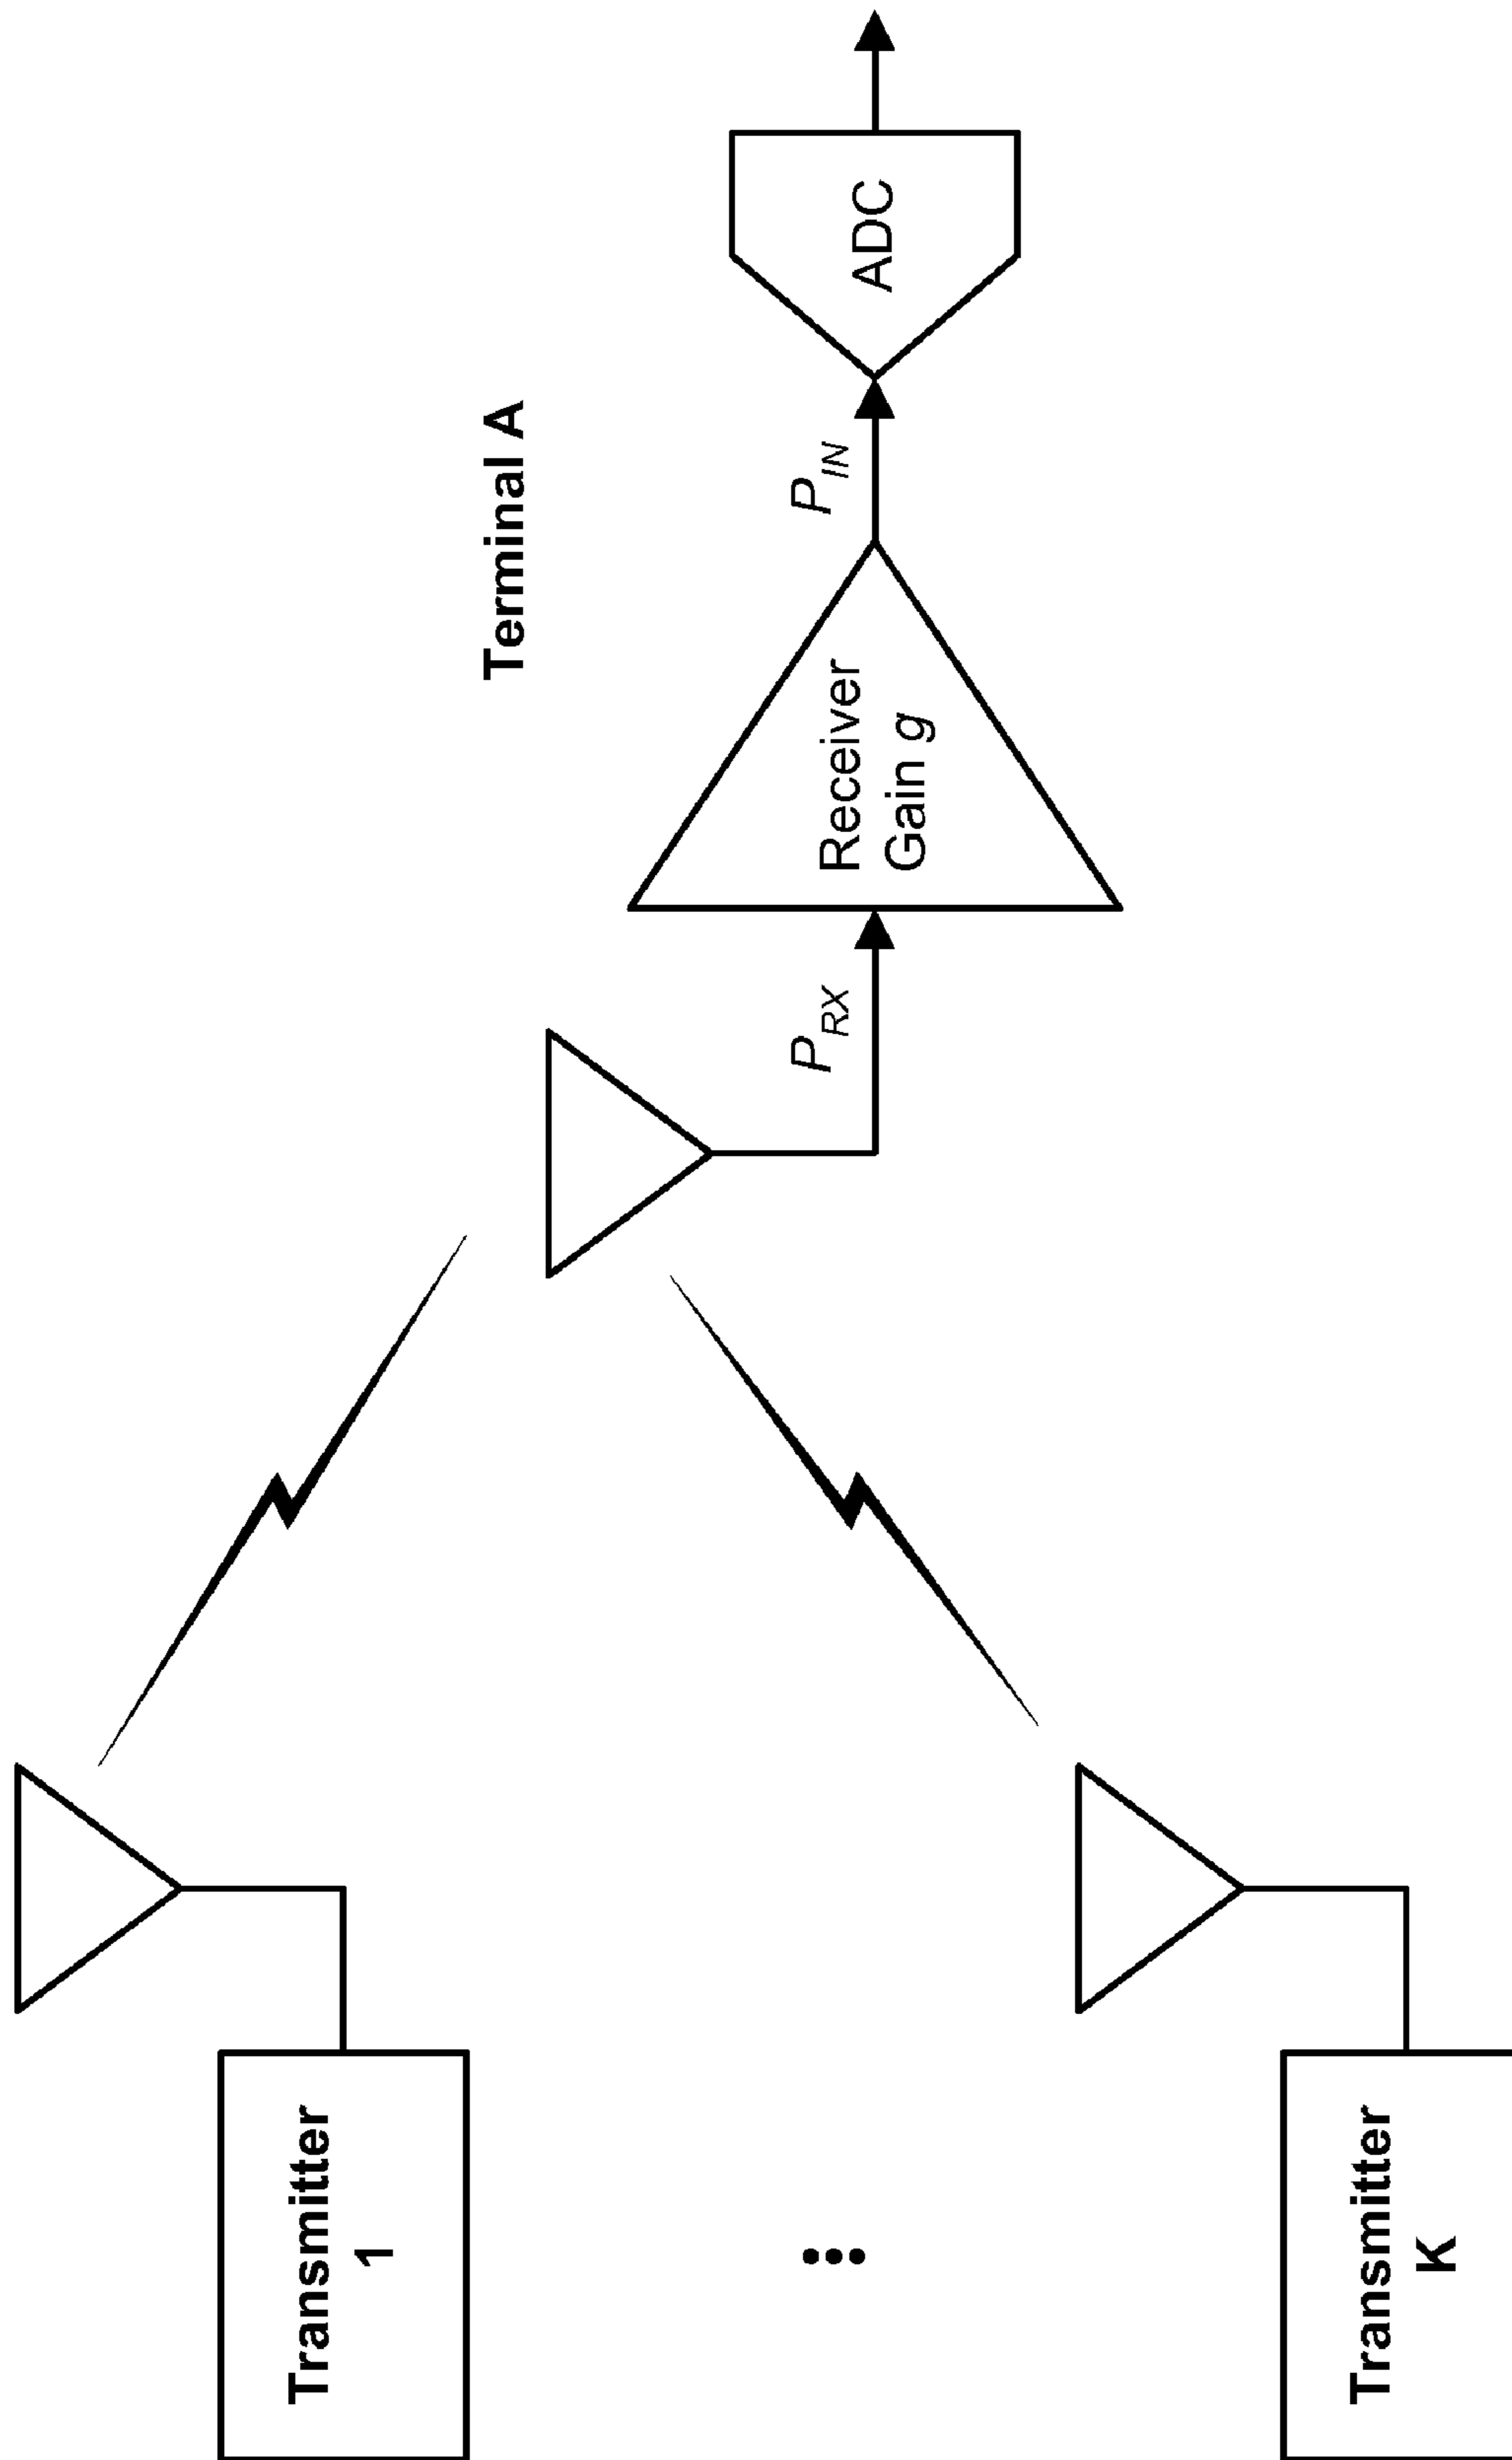 Transmitter
1
Transmitter
K
Terminal A
P_RX
Receiver
Gain g
P_IN
ADC